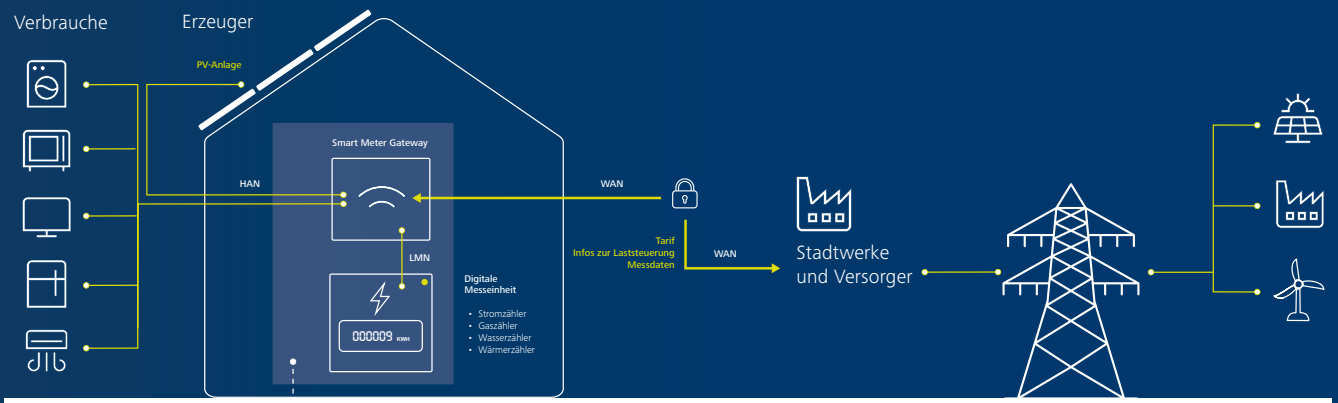 Verbrauche
Erzeuger
PV-Anlage
Smart Meter Gateway
HAN
WAN
LMN
Tarif
Infos zur Laststeuerung
Messdaten
WAN
Stadtwerke
und Versorger
Digitale
Messeinheit
• Stromzähler
• Gaszähler
• Wasserzähler
• Wärmerzähler
000009 KWH